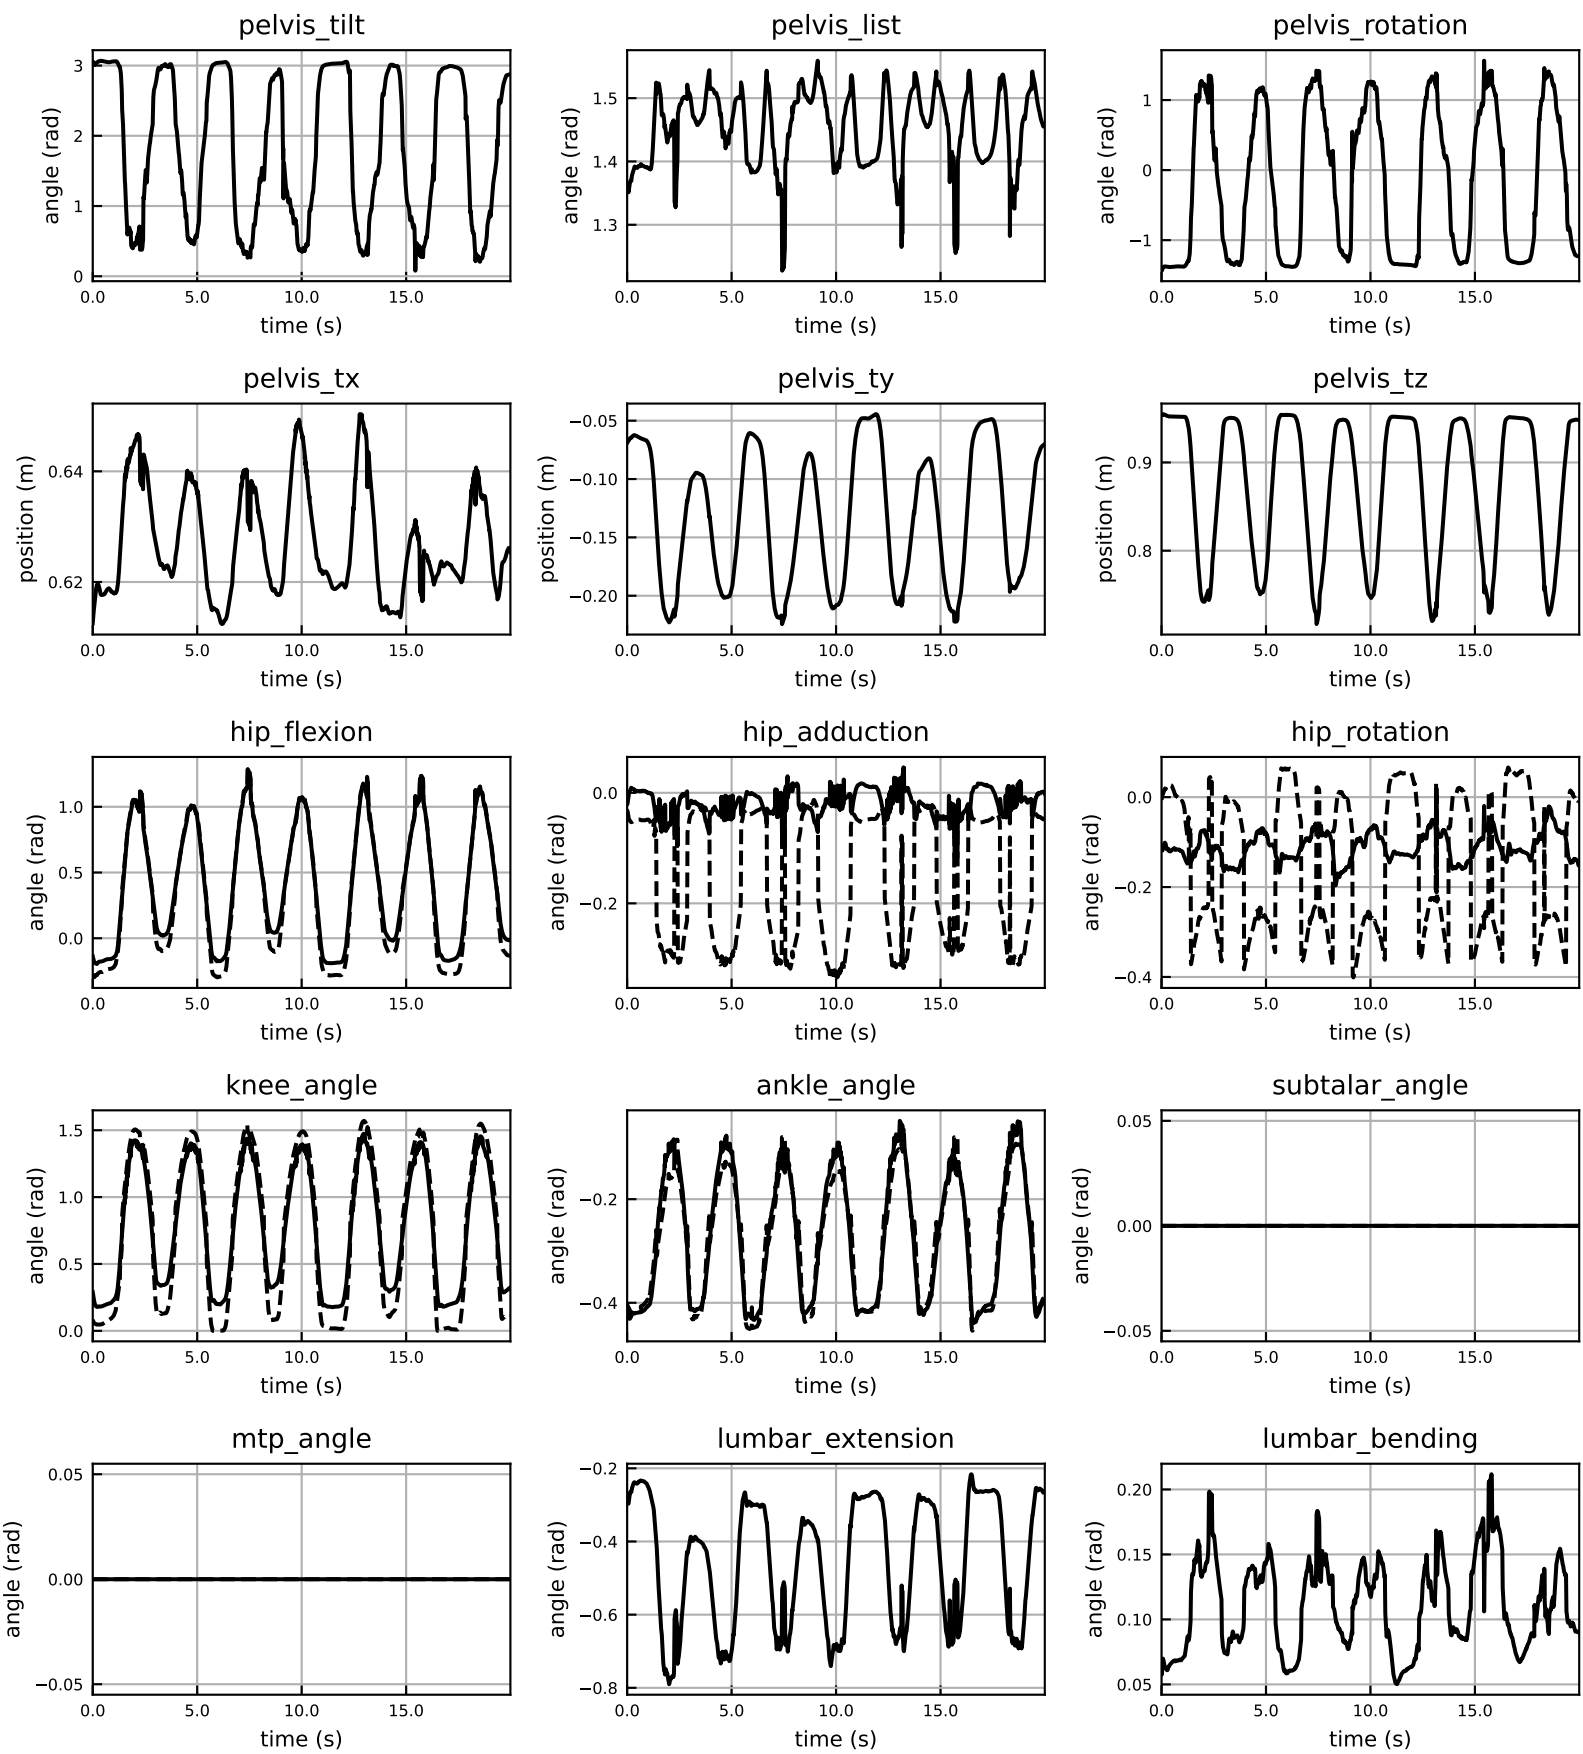 pelvis_tilt
angle (rad)
3
2
1
0
0.0 5.0 10.0 15.0
time (s)
pelvis_list
angle (rad)
1.5
1.4
1.3
0.0 5.0 10.0 15.0
time (s)
pelvis_rotation
angle (rad)
1
0
−1
0.0 5.0 10.0 15.0
time (s)
pelvis_tx
position (m)
0.64
0.62
0.0 5.0 10.0 15.0
time (s)
pelvis_ty
position (m)
−0.05
−0.10
−0.15
−0.20
0.0 5.0 10.0 15.0
time (s)
pelvis_tz
position (m)
0.9
0.8
0.0 5.0 10.0 15.0
time (s)
hip_flexion
angle (rad)
1.0
0.5
0.0
0.0 5.0 10.0 15.0
time (s)
hip_adduction
angle (rad)
0.0
−0.2
0.0 5.0 10.0 15.0
time (s)
hip_rotation
angle (rad)
0.0
−0.2
−0.4
0.0 5.0 10.0 15.0
time (s)
knee_angle
angle (rad)
1.5
1.0
0.5
0.0
0.0 5.0 10.0 15.0
time (s)
ankle_angle
angle (rad)
−0.2
−0.4
0.0 5.0 10.0 15.0
time (s)
subtalar_angle
angle (rad)
0.05
0.00
−0.05
0.0 5.0 10.0 15.0
time (s)
mtp_angle
angle (rad)
0.05
0.00
−0.05
0.0 5.0 10.0 15.0
time (s)
lumbar_extension
angle (rad)
−0.2
−0.4
−0.6
−0.8
0.0 5.0 10.0 15.0
time (s)
lumbar_bending
angle (rad)
0.20
0.15
0.10
0.05
0.0 5.0 10.0 15.0
time (s)